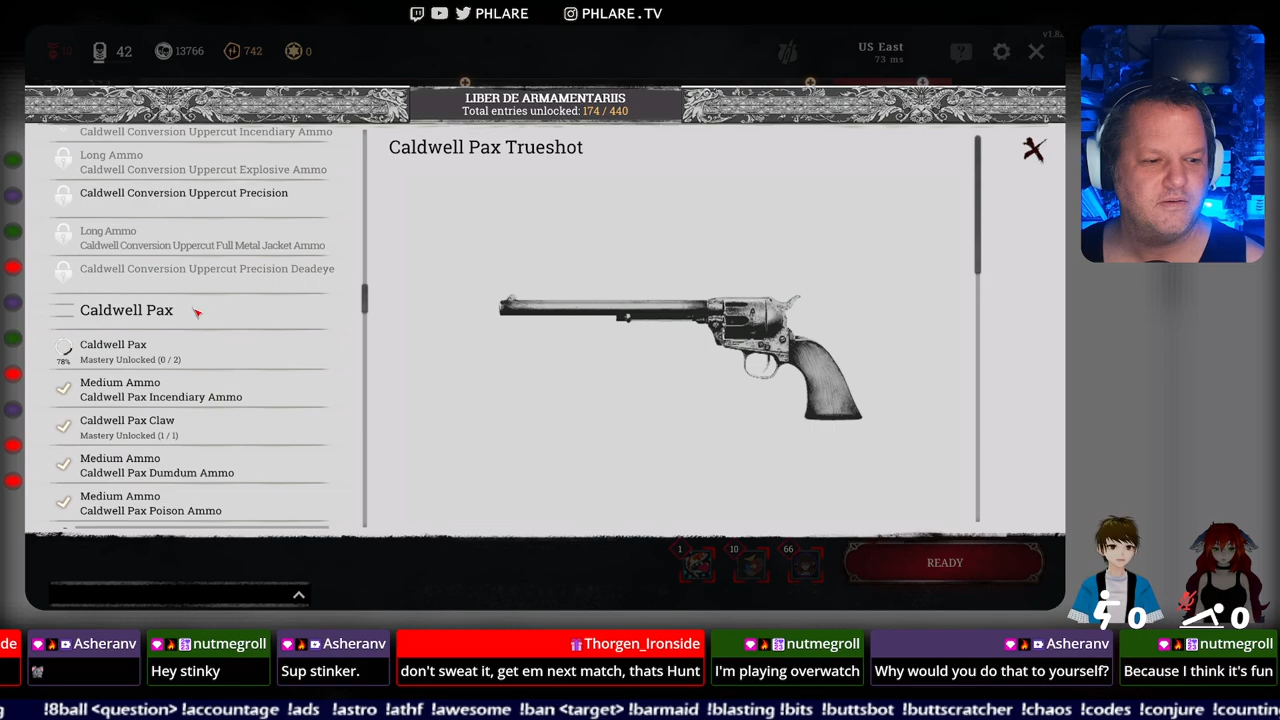 PHLARE PHLARE.TV
10 42 13766 742 0
US East
73 ms
LIBER DE ARMAMENTARIIS
Total entries unlocked: 174 / 440
Caldwell Conversion Uppercut Incendiary Ammo
Long Ammo
Caldwell Conversion Uppercut Explosive Ammo
Caldwell Conversion Uppercut Precision
Long Ammo
Caldwell Conversion Uppercut Full Metal Jacket Ammo
Caldwell Conversion Uppercut Precision Deadeye
Caldwell Pax
Caldwell Pax
78% Mastery Unlocked (0 / 2)
Medium Ammo
Caldwell Pax Incendiary Ammo
Caldwell Pax Claw
Mastery Unlocked (1 / 1)
Medium Ammo
Caldwell Pax Dumdum Ammo
Medium Ammo
Caldwell Pax Poison Ammo
Caldwell Pax Trueshot
1 10 66
READY
0 0
de Asheranv nutmegroll Asheranv Thorgen_Ironside nutmegroll Asheranv nutmegroll
Hey stinky Sup stinker. don't sweat it, get em next match, thats Hunt I'm playing overwatch Why would you do that to yourself? Because I think it's fun
!8ball <question> !accountage !ads !astro !athf !awesome !ban <target> !barmaid !blasting !bits !buttsbot !buttscratcher !chaos !codes !conjure !countin